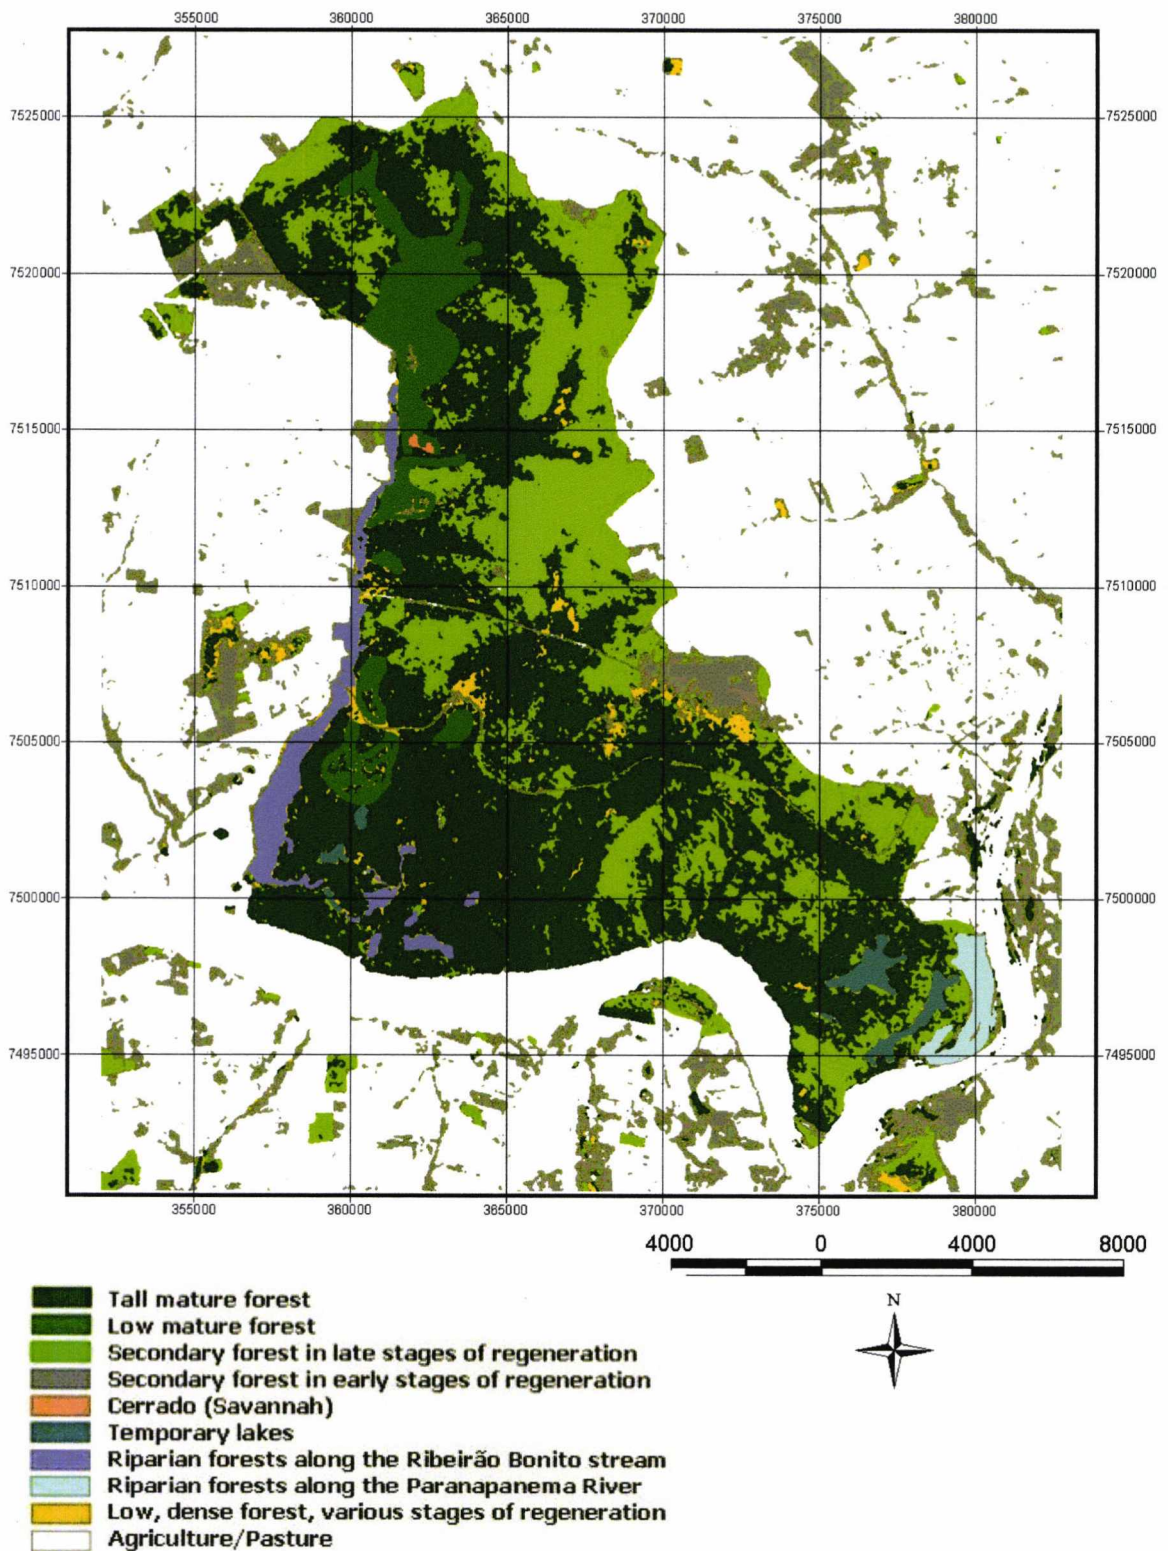 355000 360000 365000 370000 375000 380000
7525000 7525000
7520000 7520000
7515000 7515000
7510000 7510000
7505000 7505000
7500000 7500000
7495000 7495000
355000 360000 365000 370000 375000 380000
4000 0 4000 8000
N
Tall mature forest
Low mature forest
Secondary forest in late stages of regeneration
Secondary forest in early stages of regeneration
Cerrado (Savannah)
Temporary lakes
Riparian forests along the Ribeirão Bonito stream
Riparian forests along the Paranapanema River
Low, dense forest, various stages of regeneration
Agriculture/Pasture